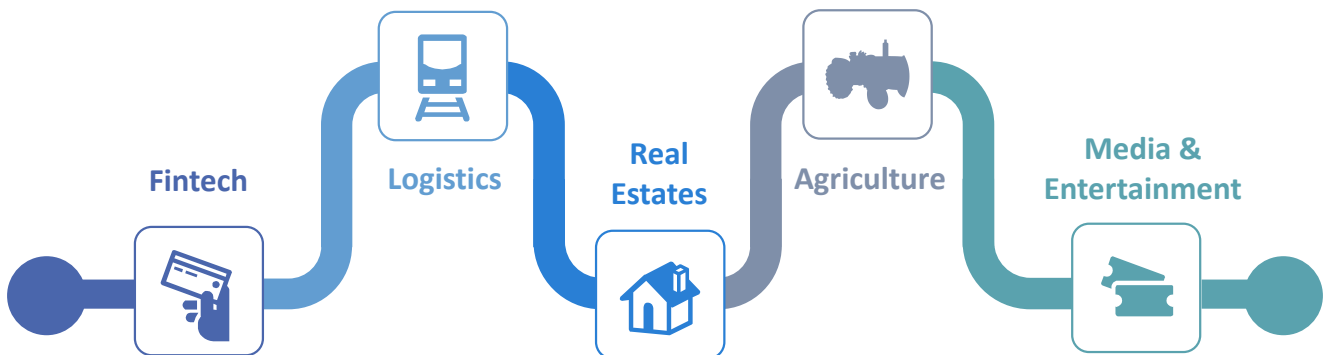 Fintech
Logistics
Real
Estates
Agriculture
Media &
Entertainment